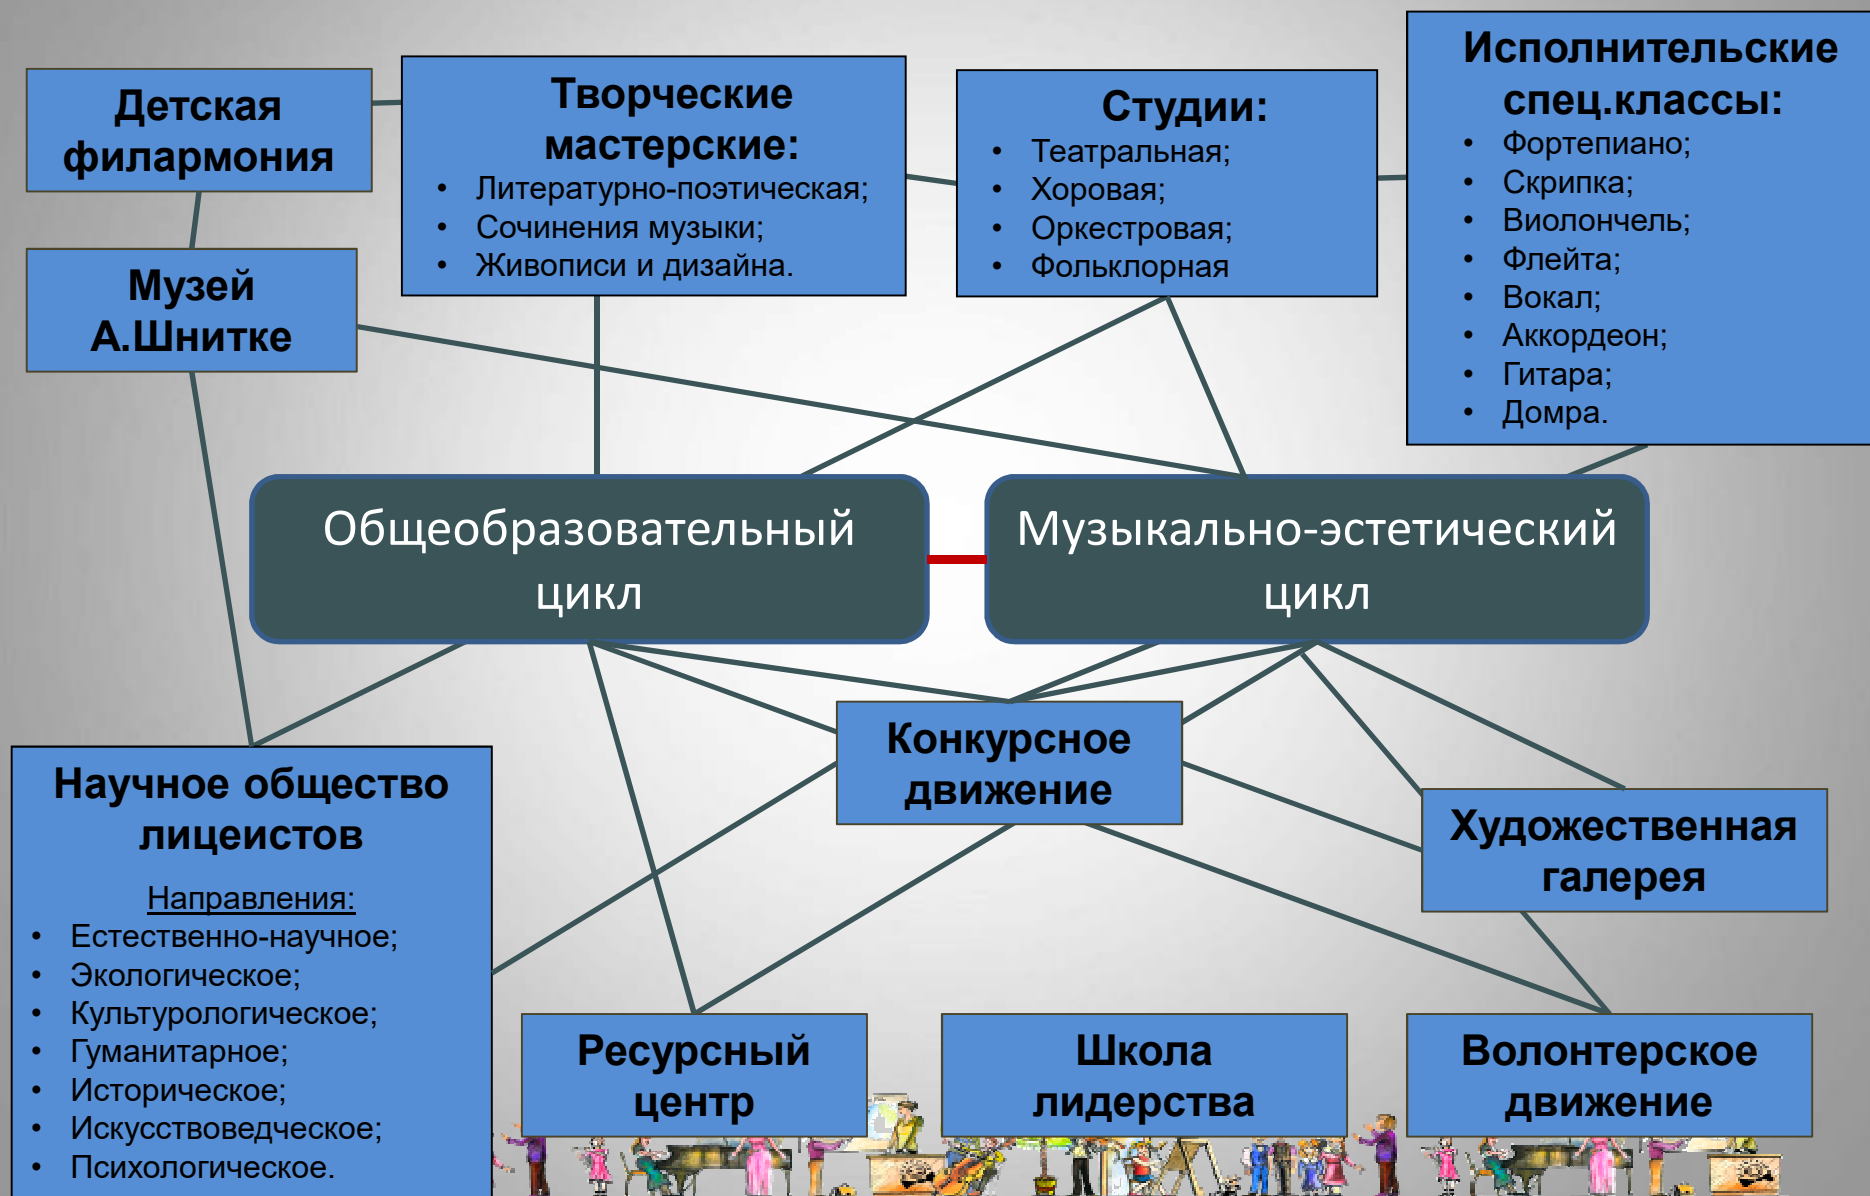 Детская
филармония
Творческие
мастерские:
• Литературно-поэтическая;
• Сочинения музыки;
• Живописи и дизайна.
Студии:
• Театральная;
• Хоровая;
• Оркестровая;
• Фольклорная
Исполнительские
спец.классы:
• Фортепиано;
• Скрипка;
• Виолончель;
• Флейта;
• Вокал;
• Аккордеон;
• Гитара;
• Домра.
Музей
А.Шнитке
Общеобразовательный
цикл
Музыкально-эстетический
цикл
Конкурсное
движение
Научное общество
лицеистов
Направления:
• Естественно-научное;
• Экологическое;
• Культурологическое;
• Гуманитарное;
• Историческое;
• Искусствоведческое;
• Психологическое.
Художественная
галерея
Ресурсный
центр
Школа
лидерства
Волонтерское
движение